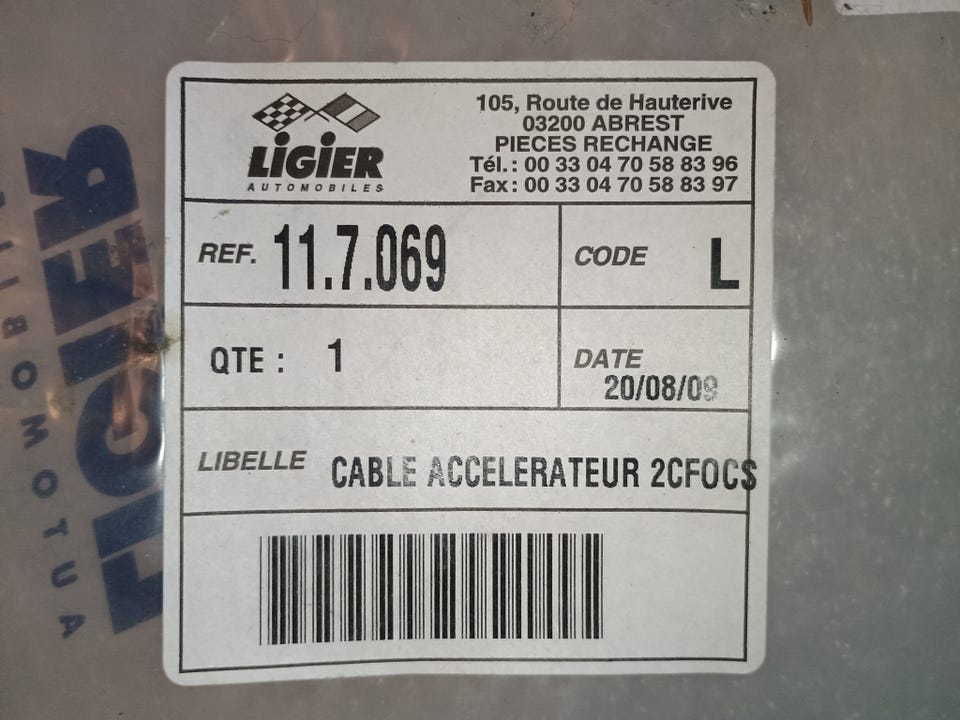 LIGIER
AUTOMOBILES
105, Route de Hauterive
03200 ABREST
PIECES RECHANGE
Tél. : 00 33 04 70 58 83 96
Fax : 00 33 04 70 58 83 97
REF. 11.7.069
CODE L
QTE : 1
DATE
20/08/09
LIBELLE CABLE ACCELERATEUR 2CFOCS
LIGIER